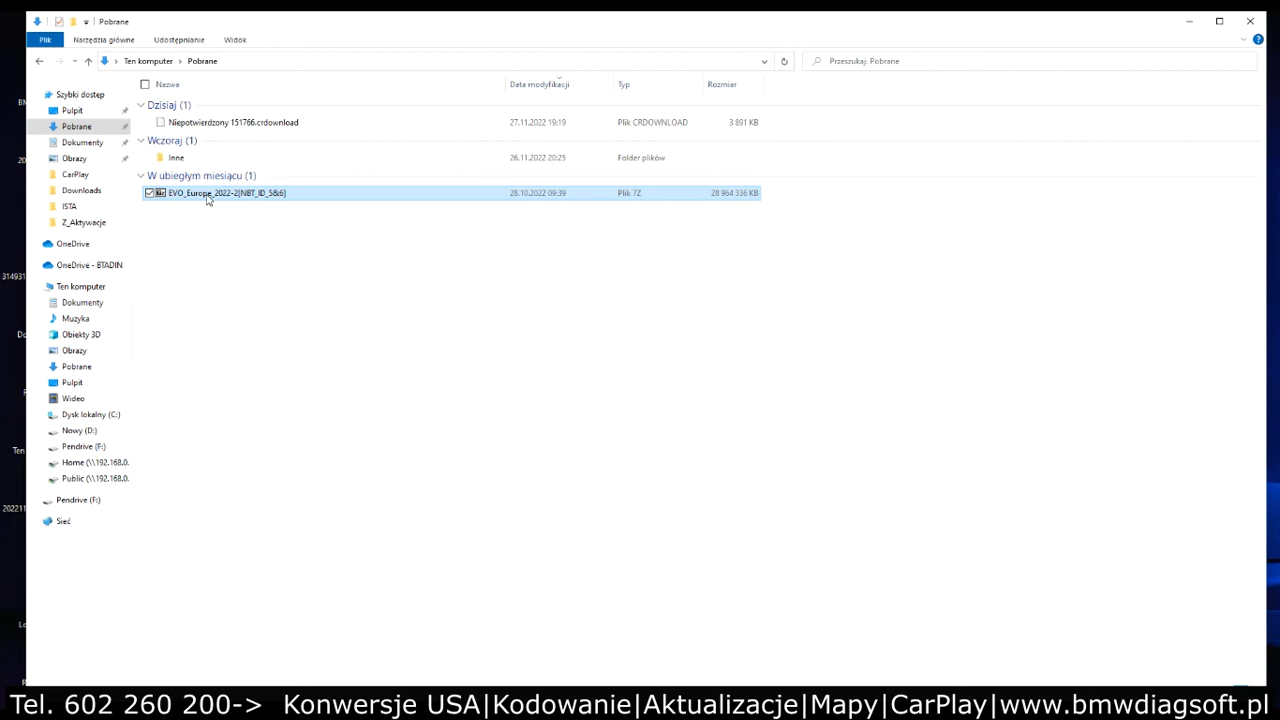 Pobrane
Plik Narzędzia główne Udostępnianie Widok
Ten komputer Pobrane Przeszukaj: Pobrane
Nazwa Data modyfikacji Typ Rozmiar
Szybki dostęp
Pulpit
Pobrane
Dokumenty
Obrazy
CarPlay
Downloads
ISTA
Z_Aktywacje
OneDrive
OneDrive - BTADIN
Ten komputer
Dokumenty
Muzyka
Obiekty 3D
Obrazy
Pobrane
Pulpit
Wideo
Dysk lokalny (C:)
Nowy (D:)
Pendrive (F:)
Home (\\192.168.0.
Public (\\192.168.0.
Pendrive (F:)
Sieć
Dzisiaj (1)
Niepotwierdzony 151766.crdownload 27.11.2022 19:19 Plik CRDOWNLOAD 3 891 KB
Wczoraj (1)
Inne 26.11.2022 20:25 Folder plików
W ubiegłym miesiącu (1)
EVO_Europe_2022-2[NBT_ID_5&6] 28.10.2022 09:39 Plik 7Z 28 964 336 KB
Tel. 602 260 200-> Konwersje USA|Kodowanie|Aktualizacje|Mapy|CarPlay|www.bmwdiagsoft.pl